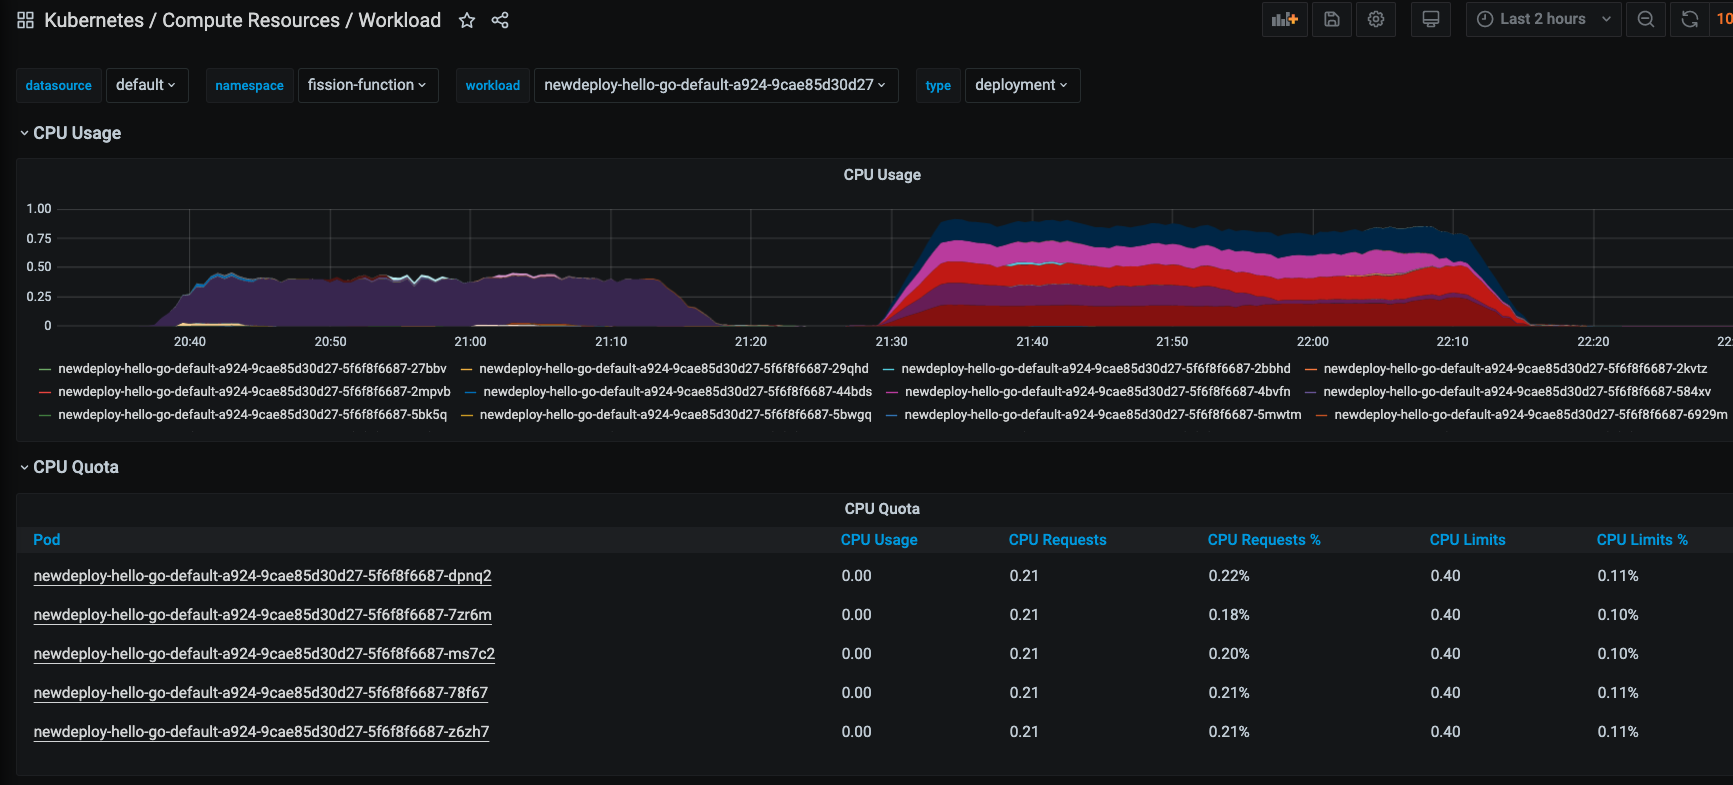 Kubernetes / Compute Resources / Workload
Last 2 hours
10
datasource default namespace fission-function workload newdeploy-hello-go-default-a924-9cae85d30d27 type deployment
CPU Usage
CPU Usage
1.00
0.75
0.50
0.25
0
20:40 20:50 21:00 21:10 21:20 21:30 21:40 21:50 22:00 22:10 22:20 22:
newdeploy-hello-go-default-a924-9cae85d30d27-5f6f8f6687-27bbv newdeploy-hello-go-default-a924-9cae85d30d27-5f6f8f6687-29qhd newdeploy-hello-go-default-a924-9cae85d30d27-5f6f8f6687-2bbhd newdeploy-hello-go-default-a924-9cae85d30d27-5f6f8f6687-2kvtz
newdeploy-hello-go-default-a924-9cae85d30d27-5f6f8f6687-2mpvb newdeploy-hello-go-default-a924-9cae85d30d27-5f6f8f6687-44bds newdeploy-hello-go-default-a924-9cae85d30d27-5f6f8f6687-4bvfn newdeploy-hello-go-default-a924-9cae85d30d27-5f6f8f6687-584xv
newdeploy-hello-go-default-a924-9cae85d30d27-5f6f8f6687-5bk5q newdeploy-hello-go-default-a924-9cae85d30d27-5f6f8f6687-5bwgq newdeploy-hello-go-default-a924-9cae85d30d27-5f6f8f6687-5mwtm newdeploy-hello-go-default-a924-9cae85d30d27-5f6f8f6687-6929m
CPU Quota
CPU Quota
Pod CPU Usage CPU Requests CPU Requests % CPU Limits CPU Limits %
newdeploy-hello-go-default-a924-9cae85d30d27-5f6f8f6687-dpnq2 0.00 0.21 0.22% 0.40 0.11%
newdeploy-hello-go-default-a924-9cae85d30d27-5f6f8f6687-7zr6m 0.00 0.21 0.18% 0.40 0.10%
newdeploy-hello-go-default-a924-9cae85d30d27-5f6f8f6687-ms7c2 0.00 0.21 0.20% 0.40 0.10%
newdeploy-hello-go-default-a924-9cae85d30d27-5f6f8f6687-78f67 0.00 0.21 0.21% 0.40 0.11%
newdeploy-hello-go-default-a924-9cae85d30d27-5f6f8f6687-z6zh7 0.00 0.21 0.21% 0.40 0.11%